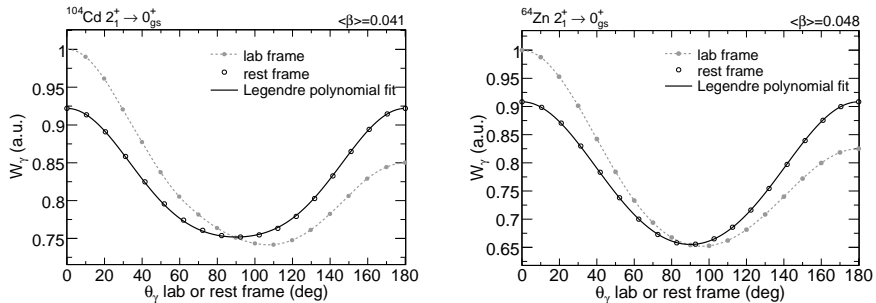 ¹⁰⁴Cd 2₁⁺ → 0⁺gs <β>=0.041
lab frame
rest frame
Legendre polynomial fit
Wγ (a.u.)
1
0.95
0.9
0.85
0.8
0.75
0 20 40 60 80 100 120 140 160 180
θγ lab or rest frame (deg)
⁶⁴Zn 2₁⁺ → 0⁺gs <β>=0.048
lab frame
rest frame
Legendre polynomial fit
Wγ (a.u.)
1
0.95
0.9
0.85
0.8
0.75
0.7
0.65
0 20 40 60 80 100 120 140 160 180
θγ lab or rest frame (deg)